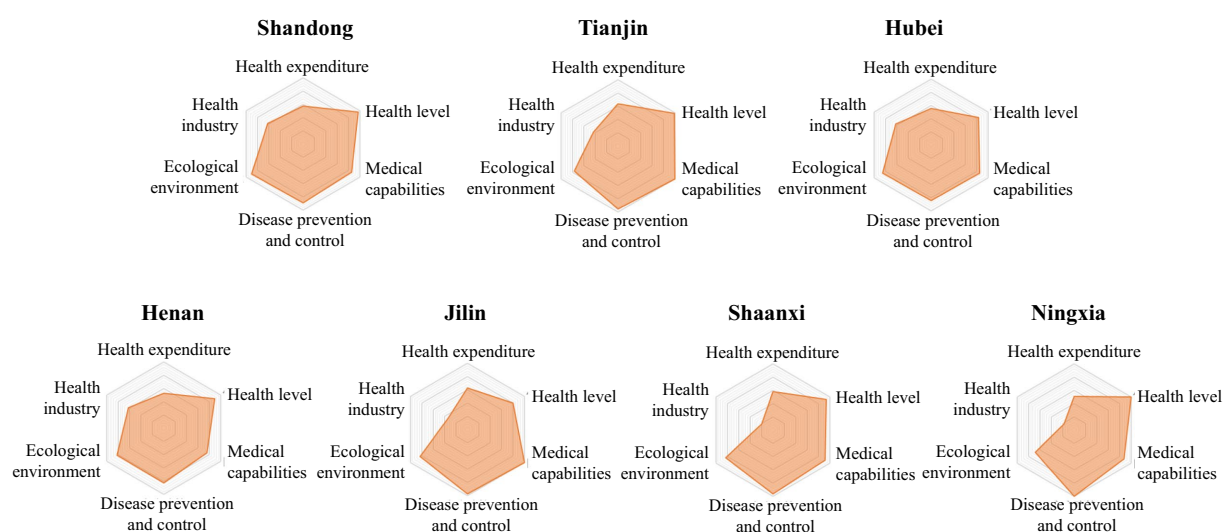 Shandong
Health expenditure
Health level
Medical
capabilities
Disease prevention
and control
Ecological
environment
Health
industry
Tianjin
Health expenditure
Health level
Medical
capabilities
Disease prevention
and control
Ecological
environment
Health
industry
Hubei
Health expenditure
Health level
Medical
capabilities
Disease prevention
and control
Ecological
environment
Health
industry
Henan
Health expenditure
Health level
Medical
capabilities
Disease prevention
and control
Ecological
environment
Health
industry
Jilin
Health expenditure
Health level
Medical
capabilities
Disease prevention
and control
Ecological
environment
Health
industry
Shaanxi
Health expenditure
Health level
Medical
capabilities
Disease prevention
and control
Ecological
environment
Health
industry
Ningxia
Health expenditure
Health level
Medical
capabilities
Disease prevention
and control
Ecological
environment
Health
industry